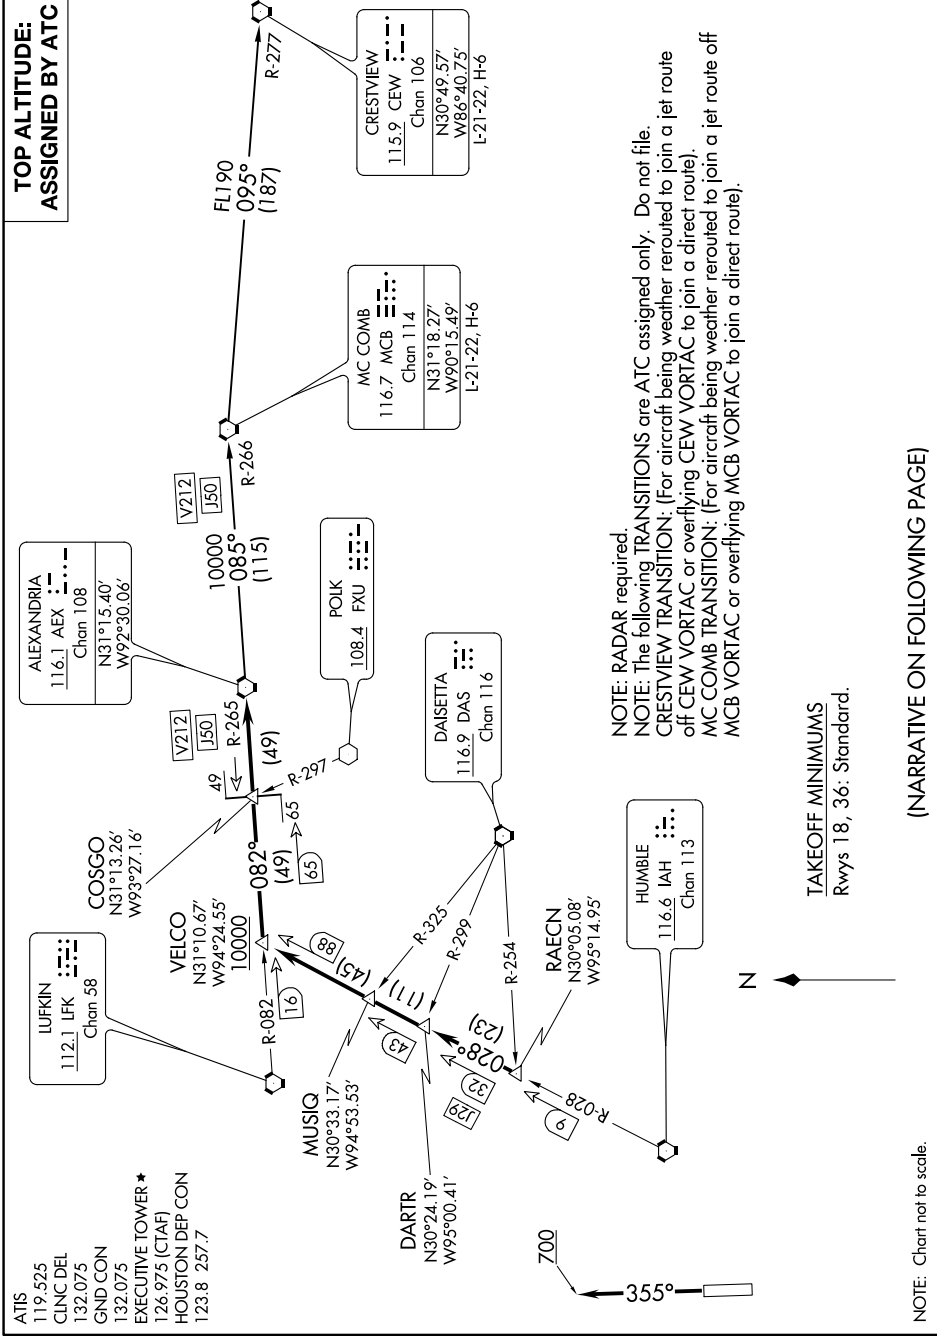 TOP ALTITUDE:
ASSIGNED BY ATC
ATIS
119.525
CLNC DEL
132.075
GND CON
132.075
EXECUTIVE TOWER ★
126.975 (CTAF)
HOUSTON DEP CON
123.8 257.7
LUFKIN
112.1 LFK
Chan 58
ALEXANDRIA
116.1 AEX
Chan 108
N31°15.40'
W92°30.06'
COSGO
N31°13.26'
W93°27.16'
VELCO
N31°10.67'
W94°24.55'
10000
R-082
16
082°
(49)
65
65
49
R-265
(49)
V212
J50
R-297
POLK
108.4 FXU
V212
J50
10000
085°
(115)
R-266
MC COMB
116.7 MCB
Chan 114
N31°18.27'
W90°15.49'
L-21-22, H-6
FL190
095°
(187)
R-277
CRESTVIEW
115.9 CEW
Chan 106
N30°49.57'
W86°40.75'
L-21-22, H-6
MUSIQ
N30°33.17'
W94°53.53'
88
(45)
(11)
43
R-325
R-299
R-254
DAISETTA
116.9 DAS
Chan 116
DARTR
N30°24.19'
W95°00.41'
028°
(23)
32
J29
9
R-028
RAECN
N30°05.08'
W95°14.95'
HUMBLE
116.6 IAH
Chan 113
700
355°
N
NOTE: RADAR required.
NOTE: The following TRANSITIONS are ATC assigned only. Do not file.
CRESTVIEW TRANSITION: (For aircraft being weather rerouted to join a jet route
off CEW VORTAC or overflying CEW VORTAC to join a direct route).
MC COMB TRANSITION: (For aircraft being weather rerouted to join a jet route off
MCB VORTAC or overflying MCB VORTAC to join a direct route).
TAKEOFF MINIMUMS
Rwys 18, 36: Standard.
(NARRATIVE ON FOLLOWING PAGE)
NOTE: Chart not to scale.